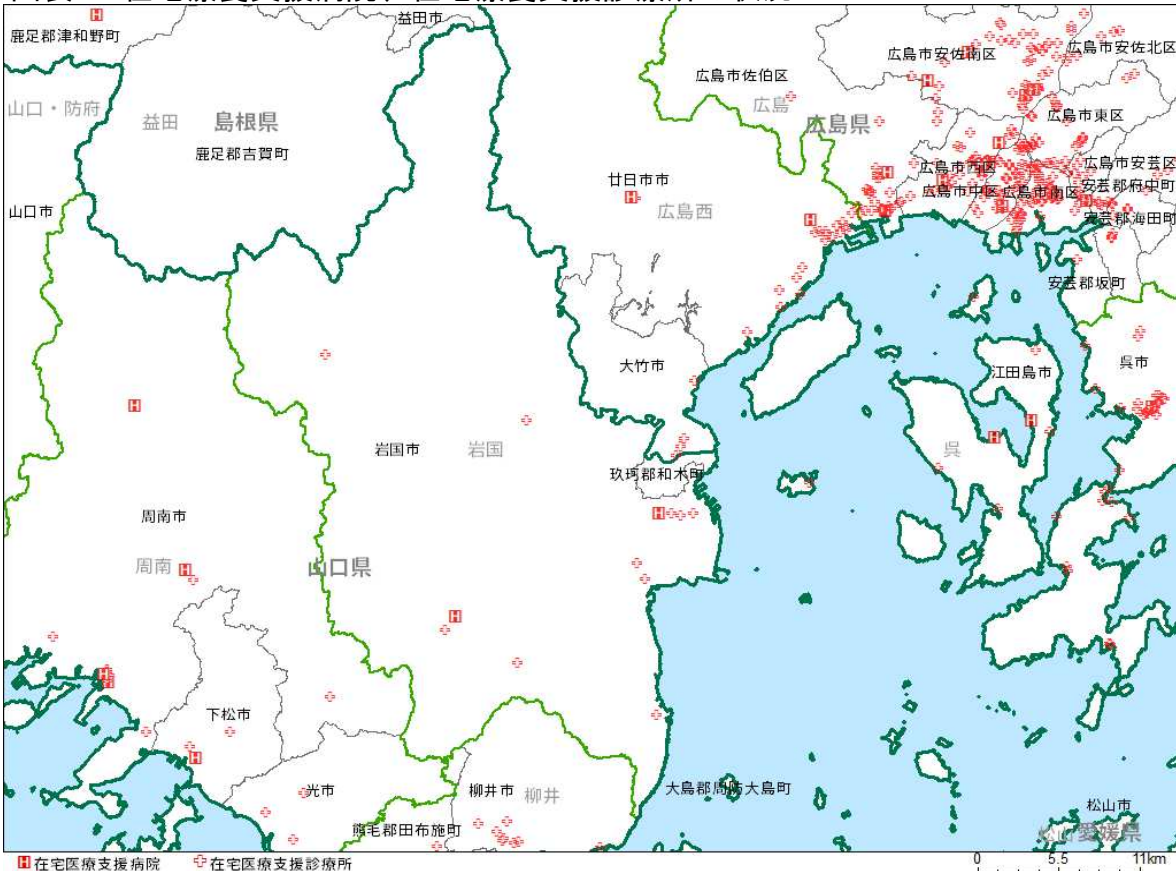 益田市
鹿足郡津和野町
広島市安佐南区
広島市安佐北区
広島市佐伯区
山口・防府
益田
島根県
広島
広島県
広島市東区
鹿足郡吉賀町
広島市西区
広島市安芸区
廿日市市
広島市中区
広島市南区
安芸郡府中町
山口市
広島西
安芸郡海田町
安芸郡坂町
大竹市
江田島市
呉市
岩国市
岩国
呉
玖珂郡和木町
周南市
周南
山口県
下松市
光市
柳井市
柳井
大島郡周防大島町
熊毛郡田布施町
松山市
松山
愛媛県
H 在宅医療支援病院
在宅医療支援診療所
0 5.5 11km